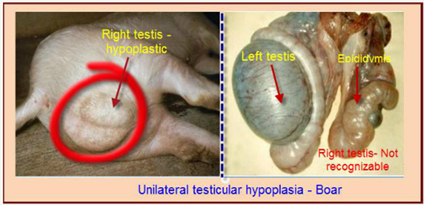 Right testis -
hypoplastic
Left testis
Epididymis
Right testis- Not
recognizable
Unilateral testicular hypoplasia - Boar